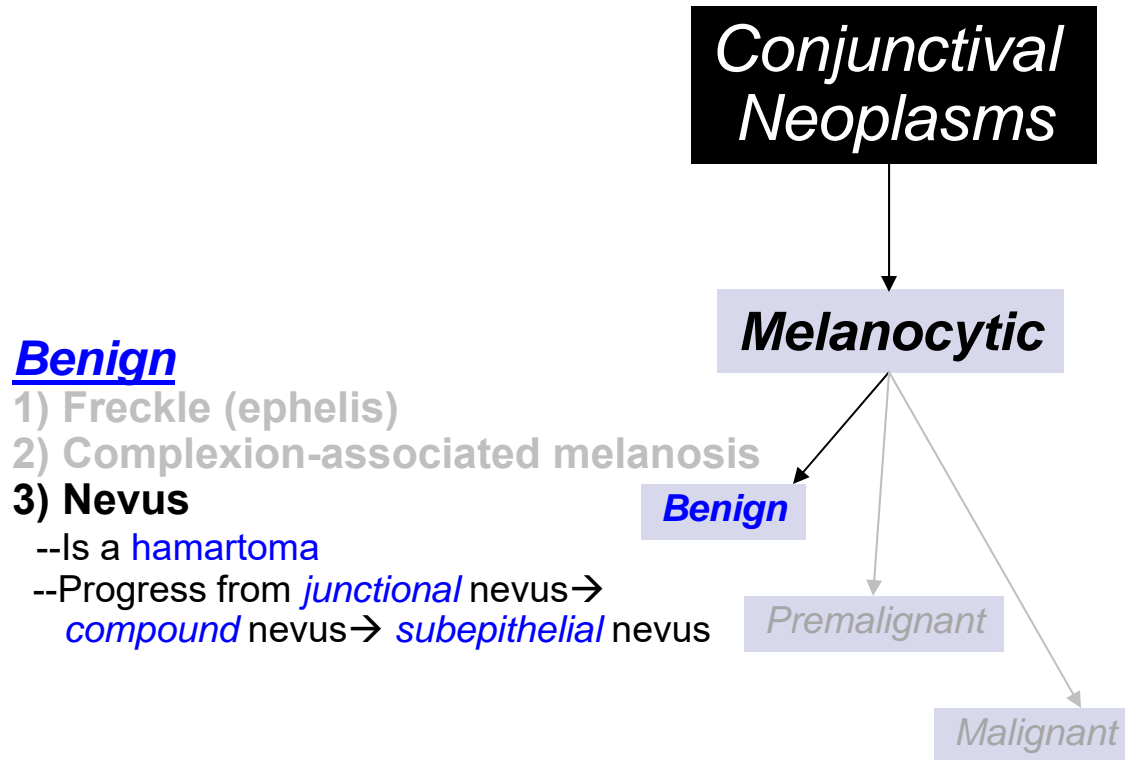 Conjunctival
Neoplasms
Melanocytic
Benign
1) Freckle (ephelis)
2) Complexion-associated melanosis
3) Nevus
--Is a hamartoma
--Progress from junctional nevus→
compound nevus→ subepithelial nevus
Benign
Premalignant
Malignant